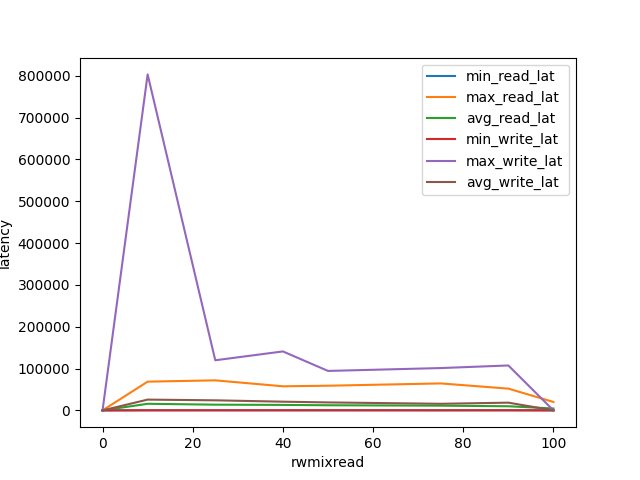 800000
700000
600000
500000
400000
300000
200000
100000
0
latency
0 20 40 60 80 100
rwmixread
min_read_lat
max_read_lat
avg_read_lat
min_write_lat
max_write_lat
avg_write_lat